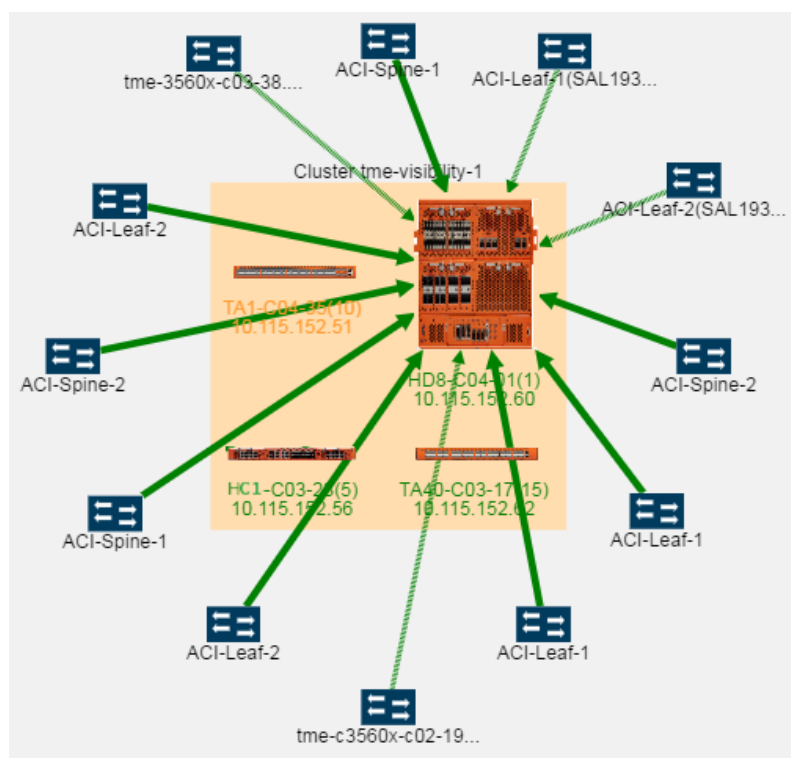 tme-3560x-c03-38....
ACI-Spine-1
ACI-Leaf-1(SAL193...
Cluster tme-visibility-1
ACI-Leaf-2
ACI-Leaf-2(SAL193...
TA1-C04-35(10)
10.115.152.51
ACI-Spine-2
HD8-C04-01(1)
10.115.152.60
ACI-Spine-2
HC1-C03-23(5)
10.115.152.56
TA40-C03-17(15)
10.115.152.62
ACI-Spine-1
ACI-Leaf-1
ACI-Leaf-2
ACI-Leaf-1
tme-c3560x-c02-19...